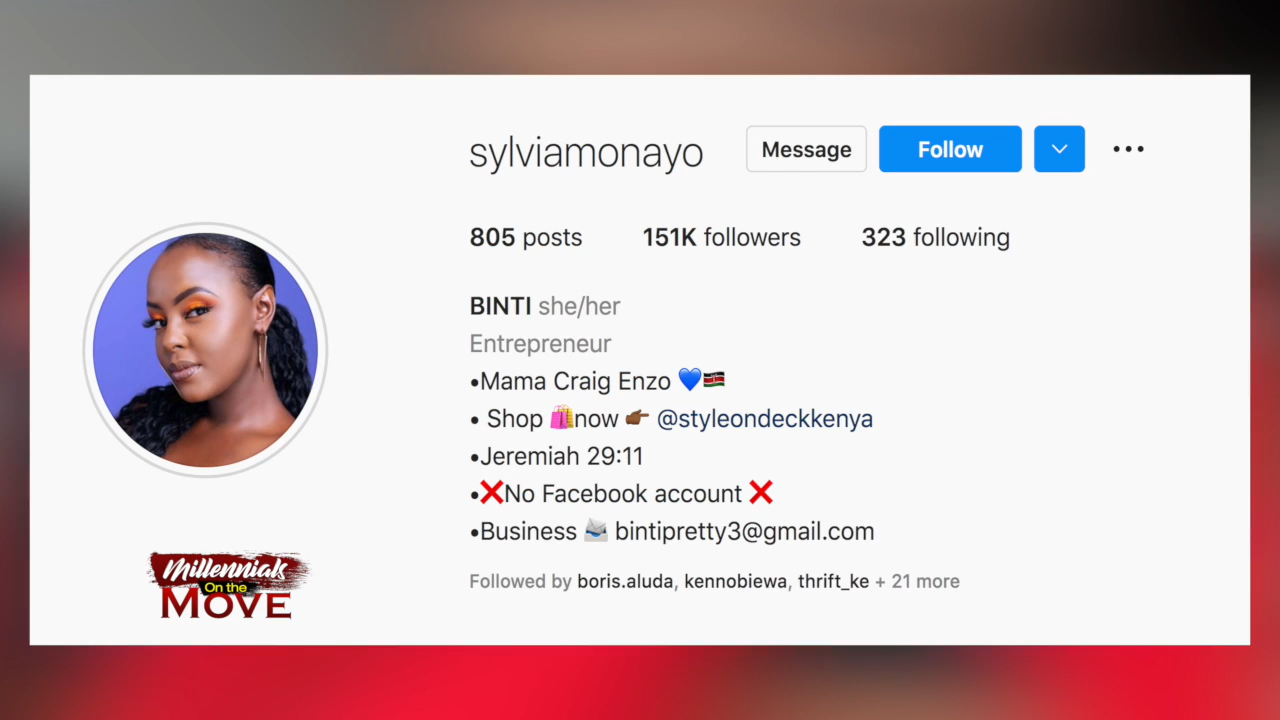 sylviamonayo Message Follow
805 posts 151K followers 323 following
BINTI she/her
Entrepreneur
•Mama Craig Enzo 💙🇰🇪
• Shop 🛍️now 👉🏾 @styleondeckkenya
•Jeremiah 29:11
•❌No Facebook account ❌
•Business 📨 bintipretty3@gmail.com
Followed by boris.aluda, kennobiewa, thrift_ke + 21 more
Millennials
On the
MOVE